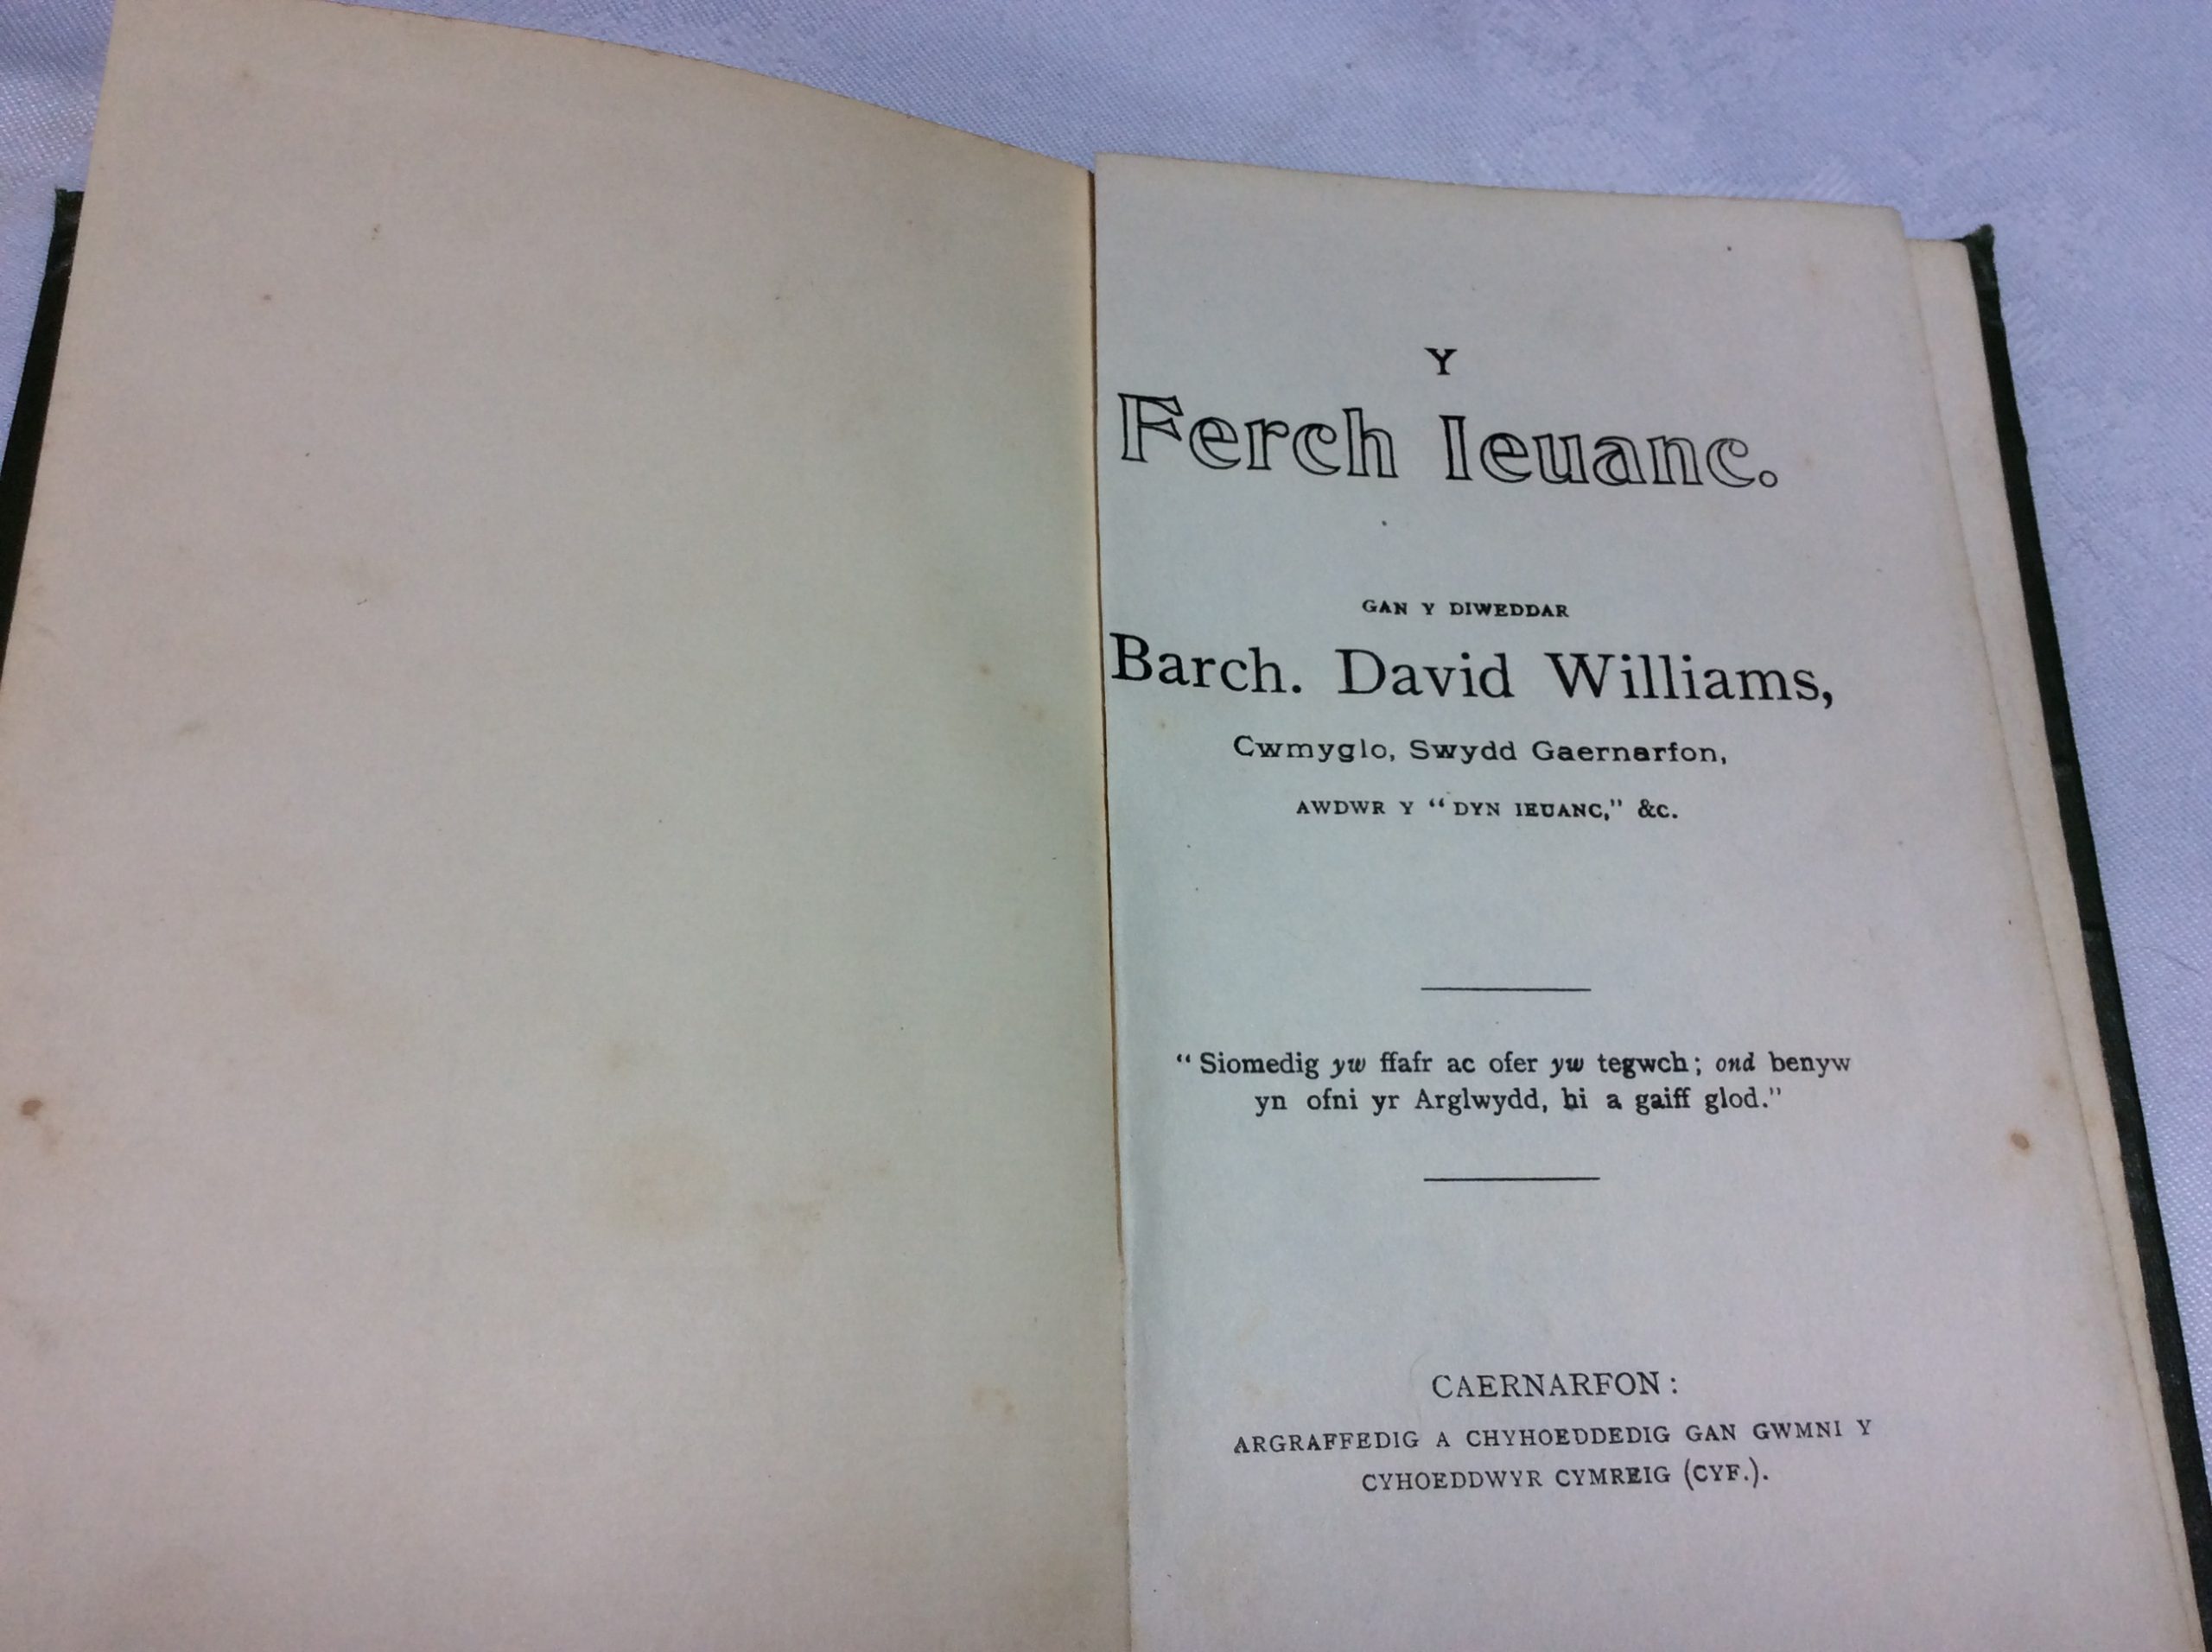 Y
Ferch Ieuanc.
GAN Y DIWEDDAR
Barch. David Williams,
Cwmyglo, Swydd Gaernarfon,
AWDWR Y “DYN IEUANC,” &C.
“Siomedig yw ffafr ac ofer yw tegwch; ond benyw
yn ofni yr Arglwydd, hi a gaiff glod.”
CAERNARFON:
ARGRAFFEDIG A CHYHOEDDEDIG GAN GWMNI Y
CYHOEDDWYR CYMREIG (CYF.).